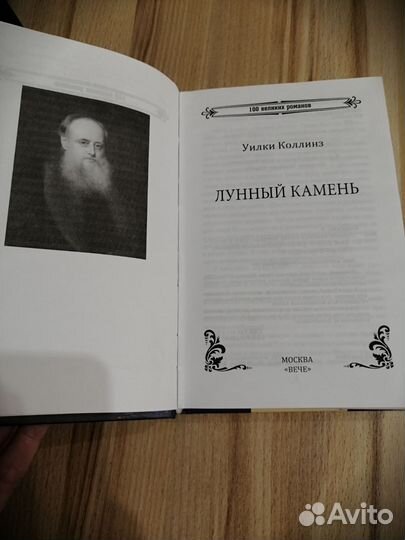 100 великих романов
Уилки Коллинз
ЛУННЫЙ КАМЕНЬ
МОСКВА
«ВЕЧЕ»
Avito